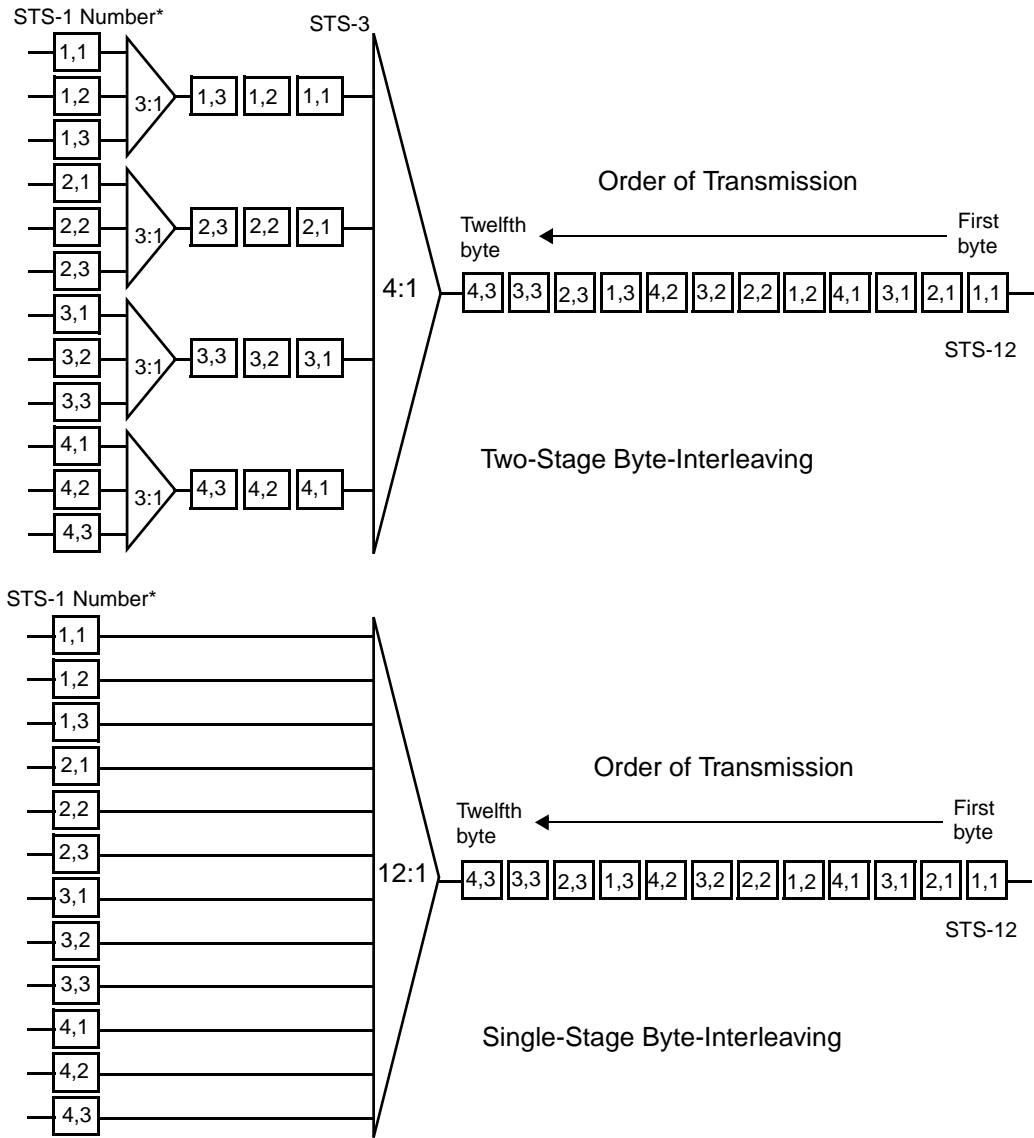 STS-1 Number*
STS-3
1,1
1,2
1,3
3:1
1,3 1,2 1,1
2,1
2,2
2,3
3:1
2,3 2,2 2,1
3,1
3,2
3,3
3:1
3,3 3,2 3,1
4,1
4,2
4,3
3:1
4,3 4,2 4,1
4:1
Order of Transmission
Twelfth
byte
First
byte
4,3 3,3 2,3 1,3 4,2 3,2 2,2 1,2 4,1 3,1 2,1 1,1
STS-12
Two-Stage Byte-Interleaving
STS-1 Number*
1,1
1,2
1,3
2,1
2,2
2,3
3,1
3,2
3,3
4,1
4,2
4,3
12:1
Order of Transmission
Twelfth
byte
First
byte
4,3 3,3 2,3 1,3 4,2 3,2 2,2 1,2 4,1 3,1 2,1 1,1
STS-12
Single-Stage Byte-Interleaving